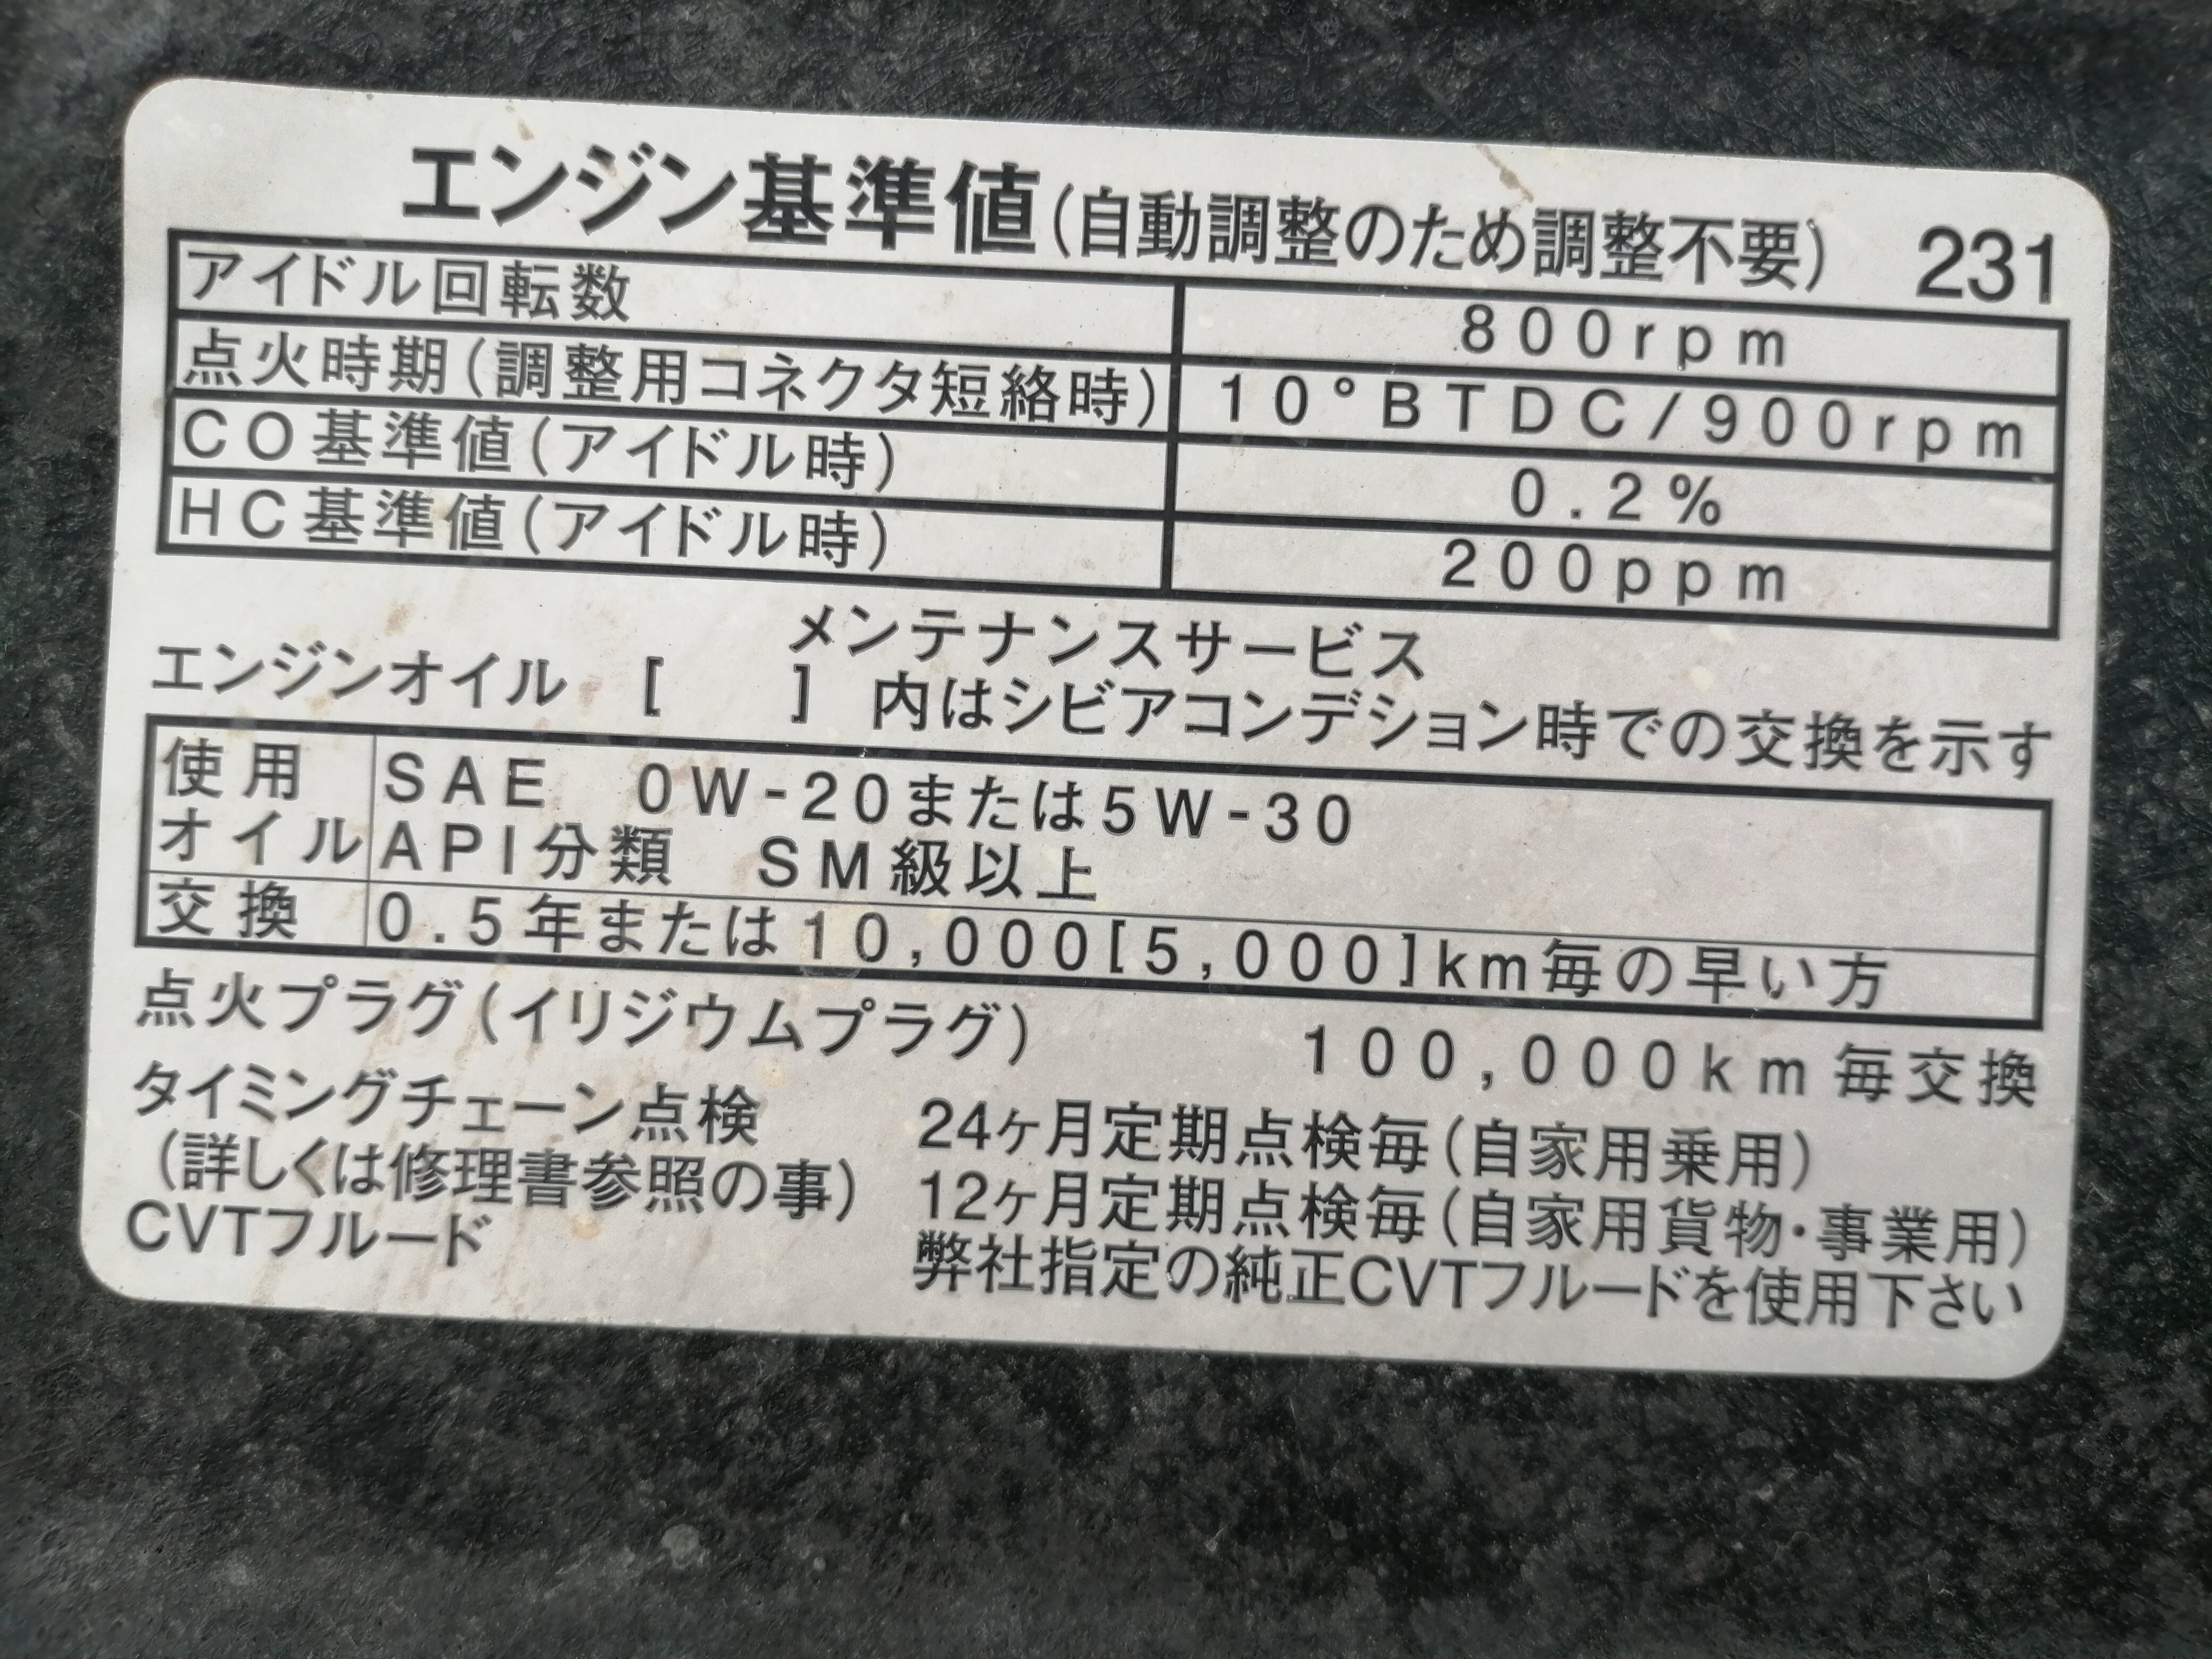 エンジン基準値(自動調整のため調整不要) 231
アイドル回転数 800rpm
点火時期(調整用コネクタ短絡時) 10°BTDC/900rpm
CO基準値(アイドル時) 0.2%
HC基準値(アイドル時) 200ppm
メンテナンスサービス
エンジンオイル [ ] 内はシビアコンデション時での交換を示す
使用 SAE 0W-20または5W-30
オイル API分類 SM級以上
交換 0.5年または10,000[5,000]km毎の早い方
点火プラグ(イリジウムプラグ) 100,000km毎交換
タイミングチェーン点検 24ヶ月定期点検毎(自家用乗用)
(詳しくは修理書参照の事) 12ヶ月定期点検毎(自家用貨物・事業用)
CVTフルード 弊社指定の純正CVTフルードを使用下さい